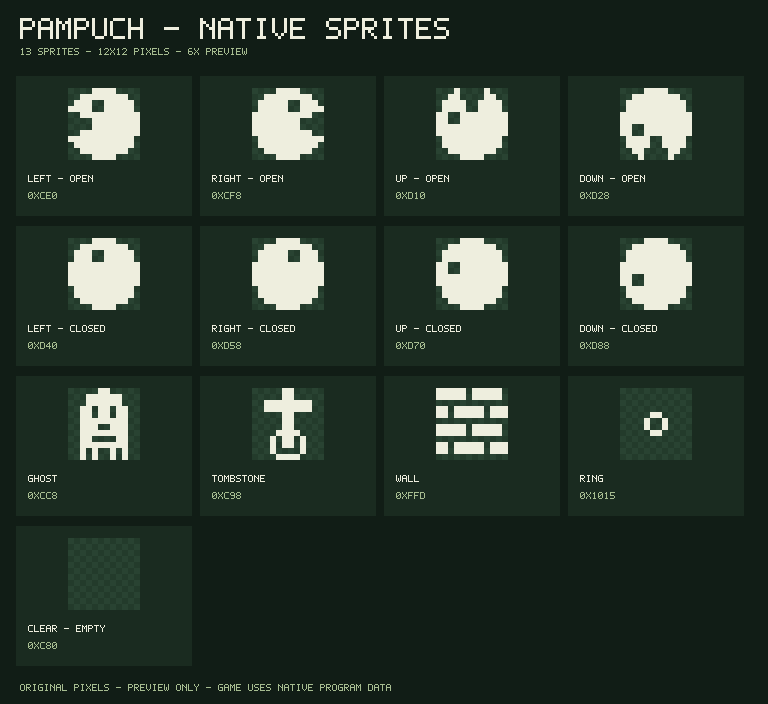 PAMPUCH – NATIVE SPRITES
13 SPRITES – 12X12 PIXELS – 6X PREVIEW
LEFT – OPEN
0XCE0
RIGHT – OPEN
0XCF8
UP – OPEN
0XD10
DOWN – OPEN
0XD28
LEFT – CLOSED
0XD40
RIGHT – CLOSED
0XD58
UP – CLOSED
0XD70
DOWN – CLOSED
0XD88
GHOST
0XCC8
TOMBSTONE
0XC98
WALL
0XFFD
RING
0X1015
CLEAR – EMPTY
0XC80
ORIGINAL PIXELS – PREVIEW ONLY – GAME USES NATIVE PROGRAM DATA